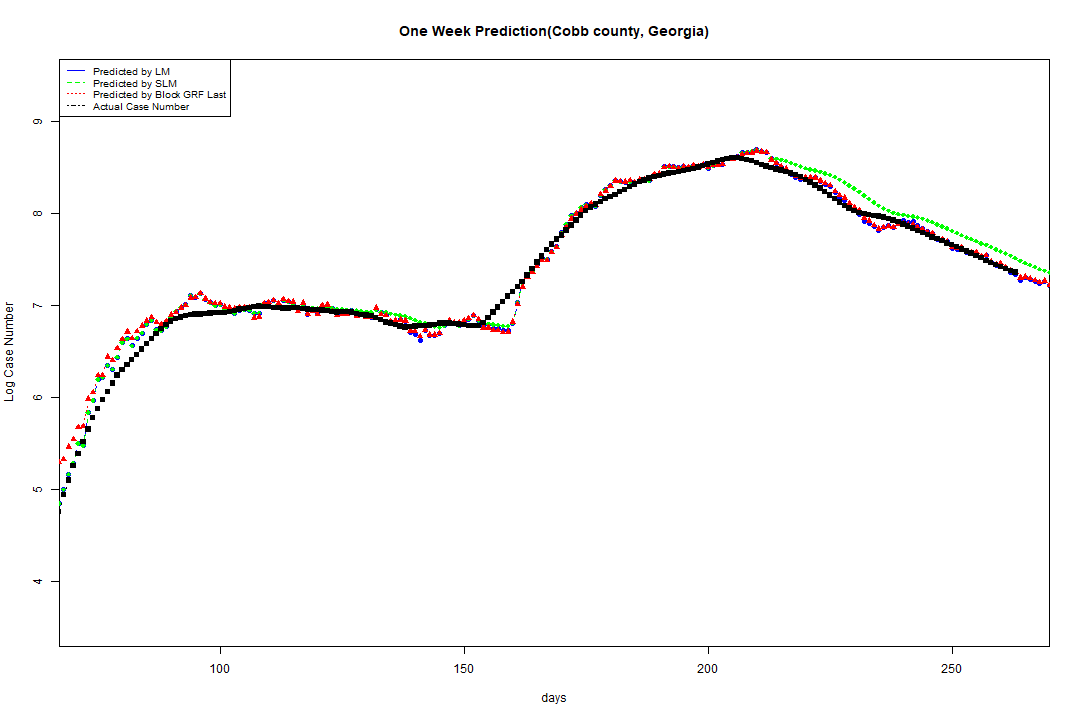 One Week Prediction(Cobb county, Georgia)
Predicted by LM
Predicted by SLM
Predicted by Block GRF Last
Actual Case Number
9
8
7
6
5
4
Log Case Number
100 150 200 250
days